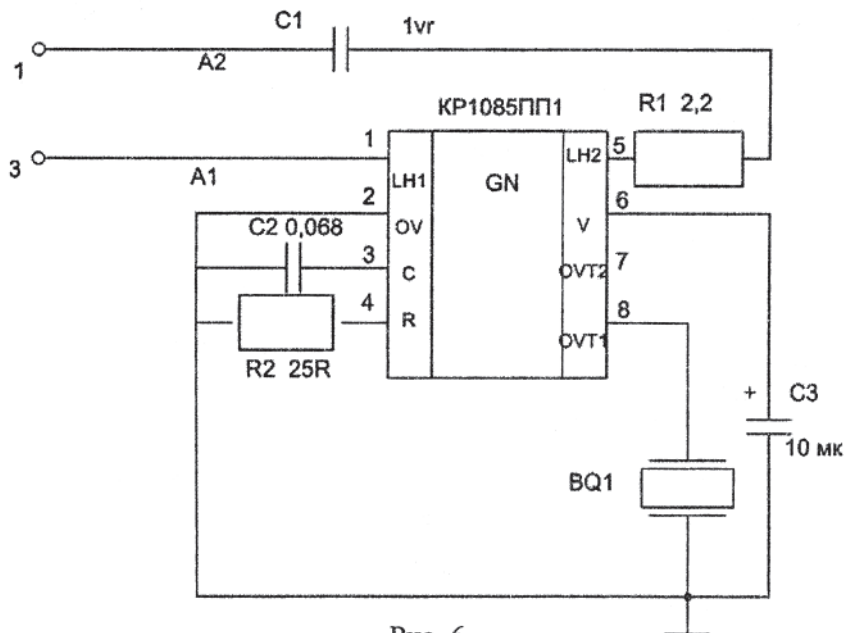 C1
1vr
1
A2
КР1085ПП1
R1 2,2
3
A1
1
LH1
GN
LH2
5
2
OV
V
6
C2 0,068
3
C
OVT2
7
4
R
OVT1
8
R2 25R
+
C3
10 мк
BQ1